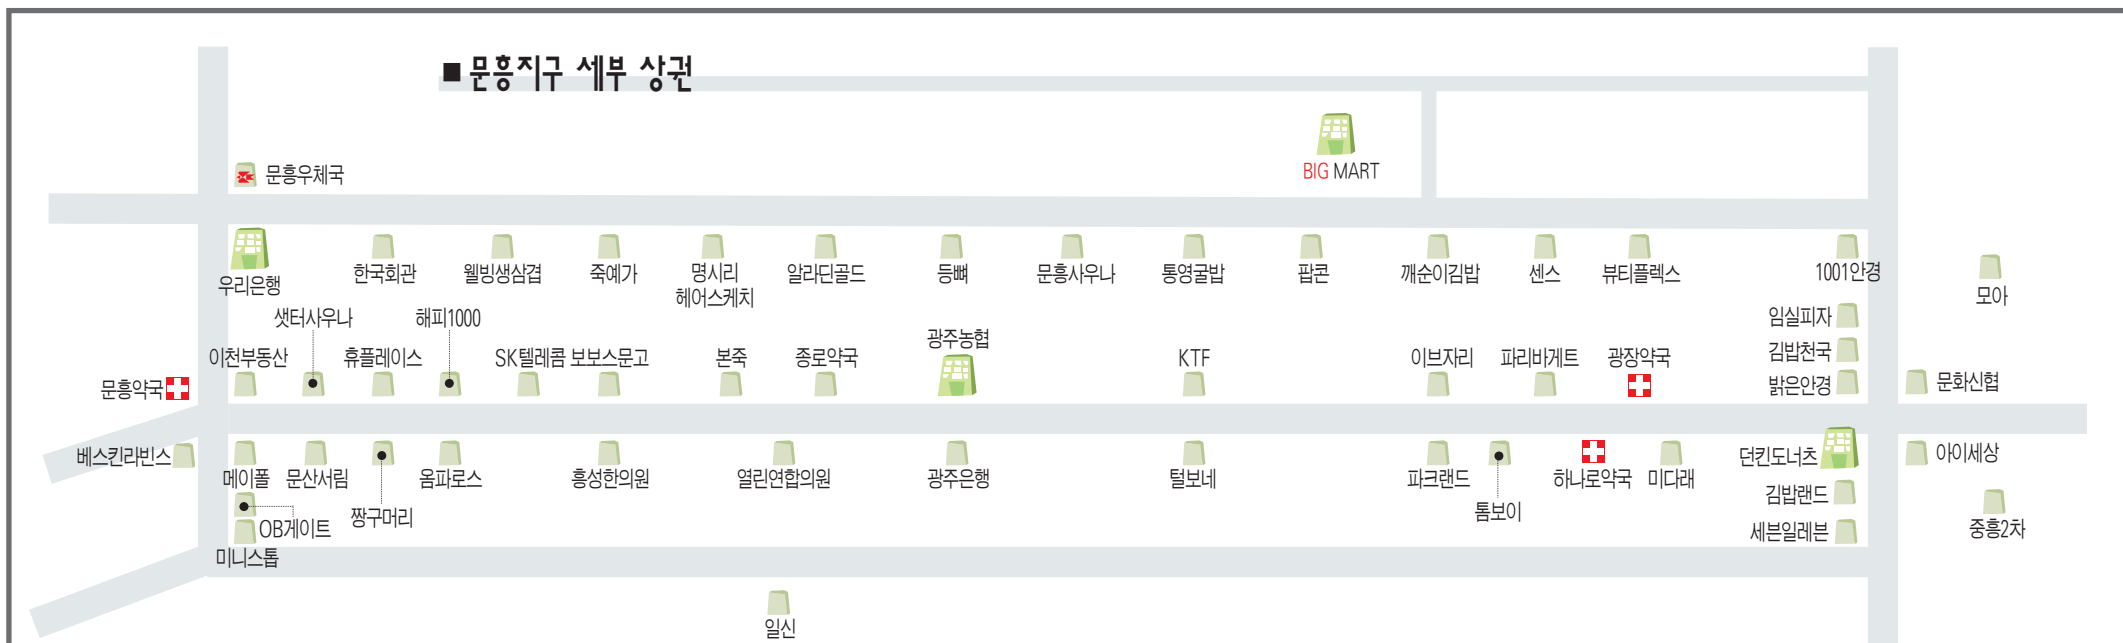 ■ 문흥지구 세부 상권
BIG MART
문흥우체국
우리은행
한국회관
웰빙생삼겹
죽예가
명시리
헤어스케치
알라딘골드
등뼈
문흥사우나
통영굴밥
팝콘
깨순이김밥
센스
뷰티플렉스
1001안경
모아
임실피자
김밥천국
밝은안경
샛터사우나
해피1000
이천부동산
휴플레이스
SK텔레콤
보보스문고
본죽
종로약국
광주농협
KTF
이브자리
파리바게트
광장약국
문흥약국
문화신협
베스킨라빈스
메이폴
문산서림
짱구머리
옴파로스
흥성한의원
열린연합의원
광주은행
털보네
파크랜드
톰보이
하나로약국
미다래
던킨도너츠
아이세상
김밥랜드
세븐일레븐
중흥2차
OB게이트
미니스톱
일신